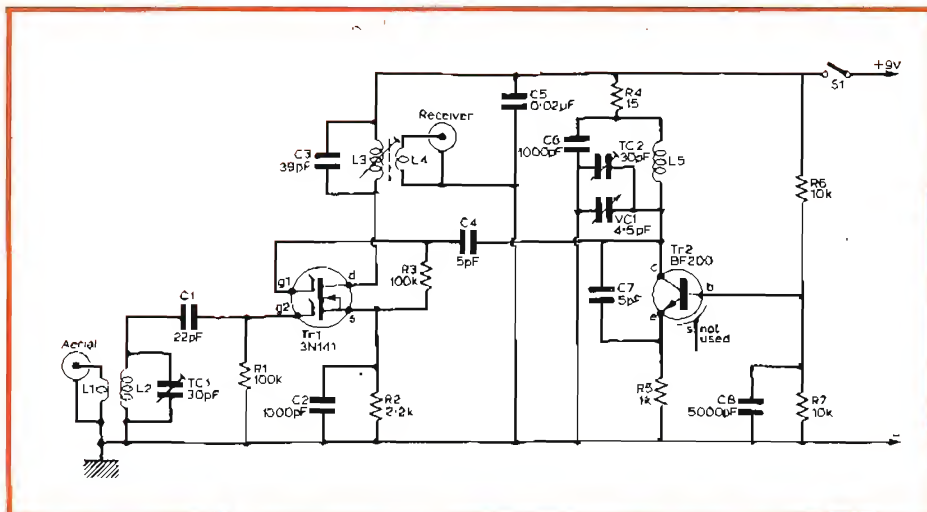 +9V
S1
C5
0·02µF
R4
15
Receiver
C6
1000pF
TC2
30pF
C3
39pF
L3
L4
L5
R6
10k
VC1
4·5pF
C4
5pF
Tr2
BF200
R3
100k
g1
d
c
b
C1
22pF
g2
s
C7
5pF
e
s not
used
Tr1
3N141
Aerial
L1
L2
TC1
30pF
R1
100k
C2
1000pF
R2
2·2k
R5
1k
C8
5000pF
R7
10k
−